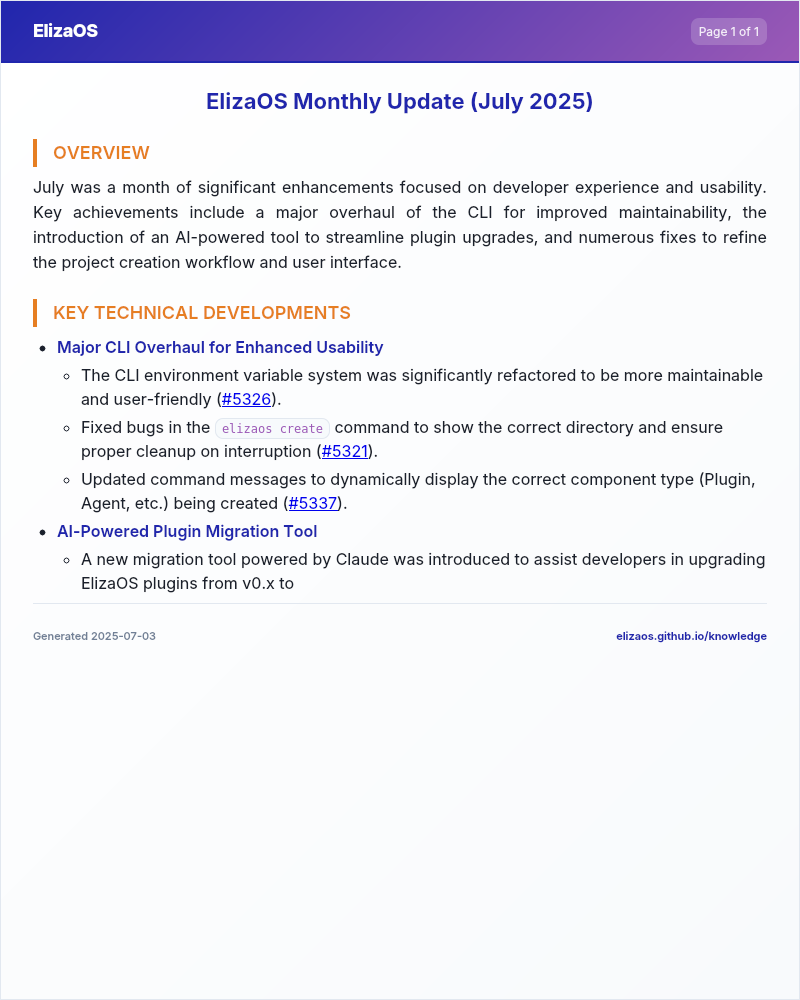 ElizaOS
Page 1 of 1
ElizaOS Monthly Update (July 2025)
OVERVIEW
July was a month of significant enhancements focused on developer experience and usability.
Key achievements include a major overhaul of the CLI for improved maintainability, the
introduction of an AI-powered tool to streamline plugin upgrades, and numerous fixes to refine
the project creation workflow and user interface.
KEY TECHNICAL DEVELOPMENTS
• Major CLI Overhaul for Enhanced Usability
◦ The CLI environment variable system was significantly refactored to be more maintainable
and user-friendly (#5326).
◦ Fixed bugs in the elizaos create command to show the correct directory and ensure
proper cleanup on interruption (#5321).
◦ Updated command messages to dynamically display the correct component type (Plugin,
Agent, etc.) being created (#5337).
• AI-Powered Plugin Migration Tool
◦ A new migration tool powered by Claude was introduced to assist developers in upgrading
ElizaOS plugins from v0.x to
Generated 2025-07-03
elizaos.github.io/knowledge